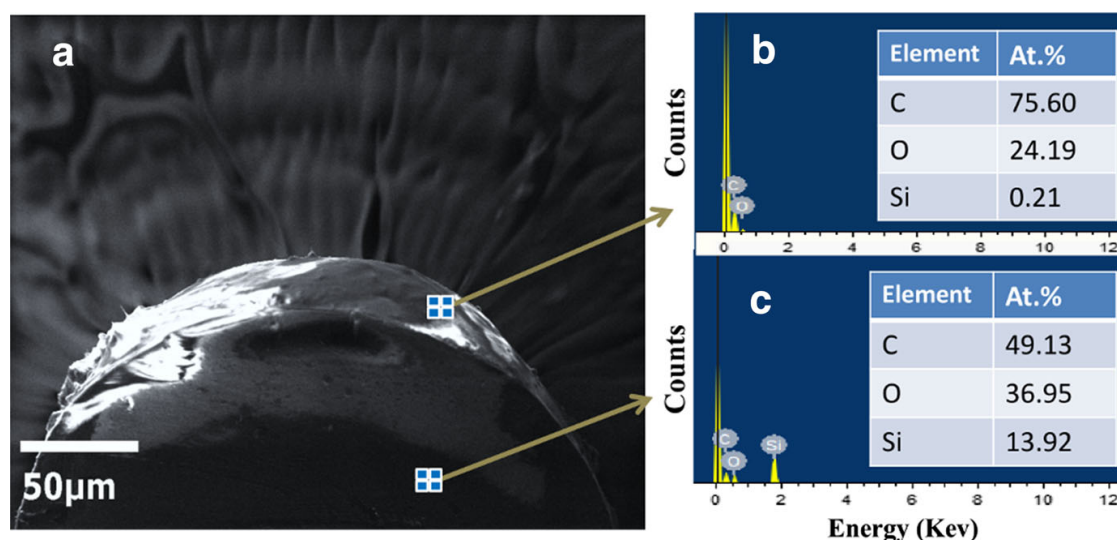 a
50μm
b
Counts
Element At.%
C 75.60
O 24.19
Si 0.21
C
O
0 2 4 6 8 10 12
c
Counts
Element At.%
C 49.13
O 36.95
Si 13.92
C
O
Si
0 2 4 6 8 10 12
Energy (Kev)